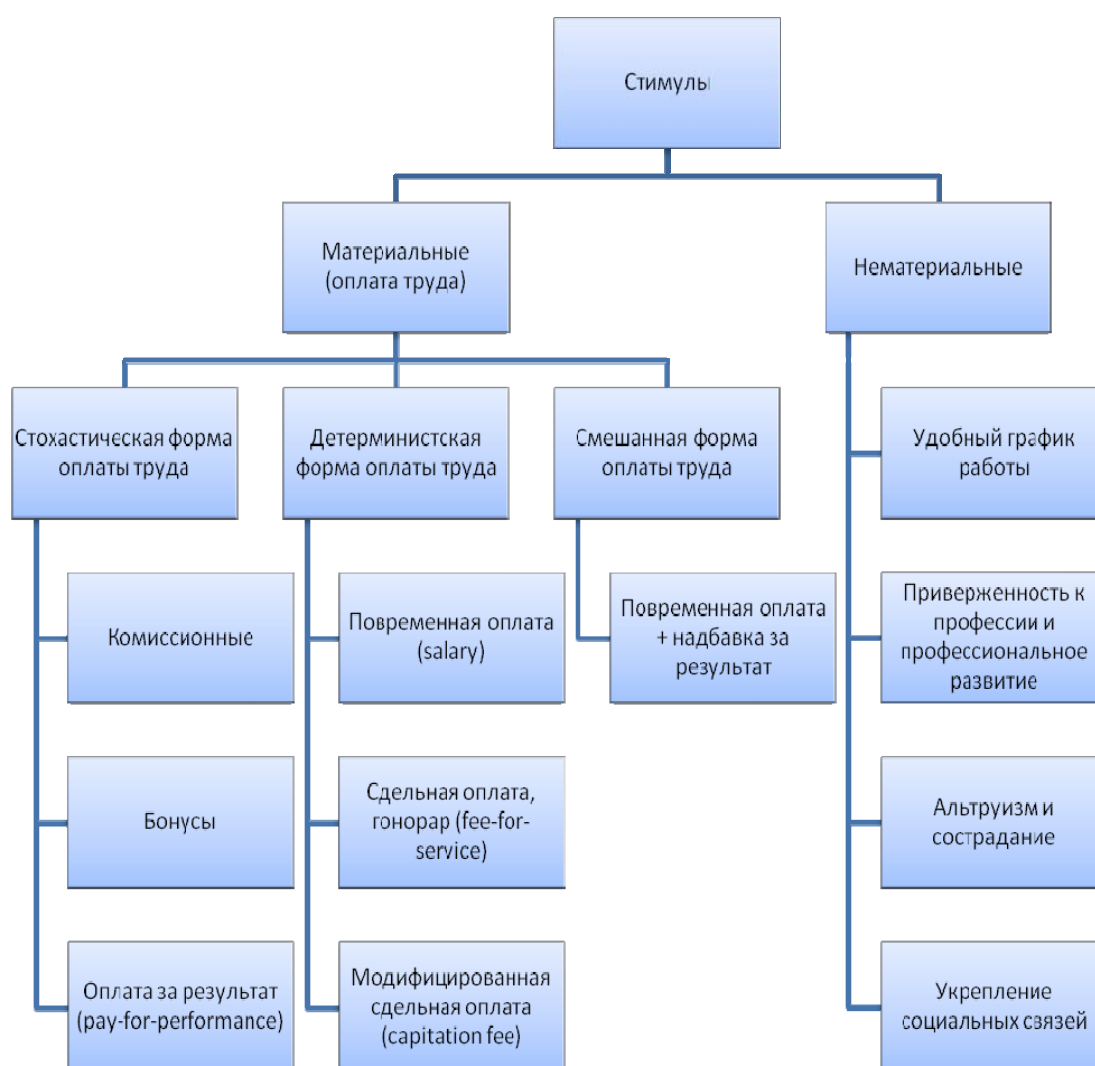 Стимулы
Материальные
(оплата труда)
Нематериальные
Стохастическая форма
оплаты труда
Детерминистская
форма оплаты труда
Смешанная форма
оплаты труда
Удобный график
работы
Комиссионные
Повременная оплата
(salary)
Повременная оплата
+ надбавка за
результат
Приверженность к
профессии и
профессиональное
развитие
Бонусы
Сдельная оплата,
гонорар (fee-for-
service)
Альтруизм и
сострадание
Оплата за результат
(pay-for-performance)
Модифицированная
сдельная оплата
(capitation fee)
Укрепление
социальных связей